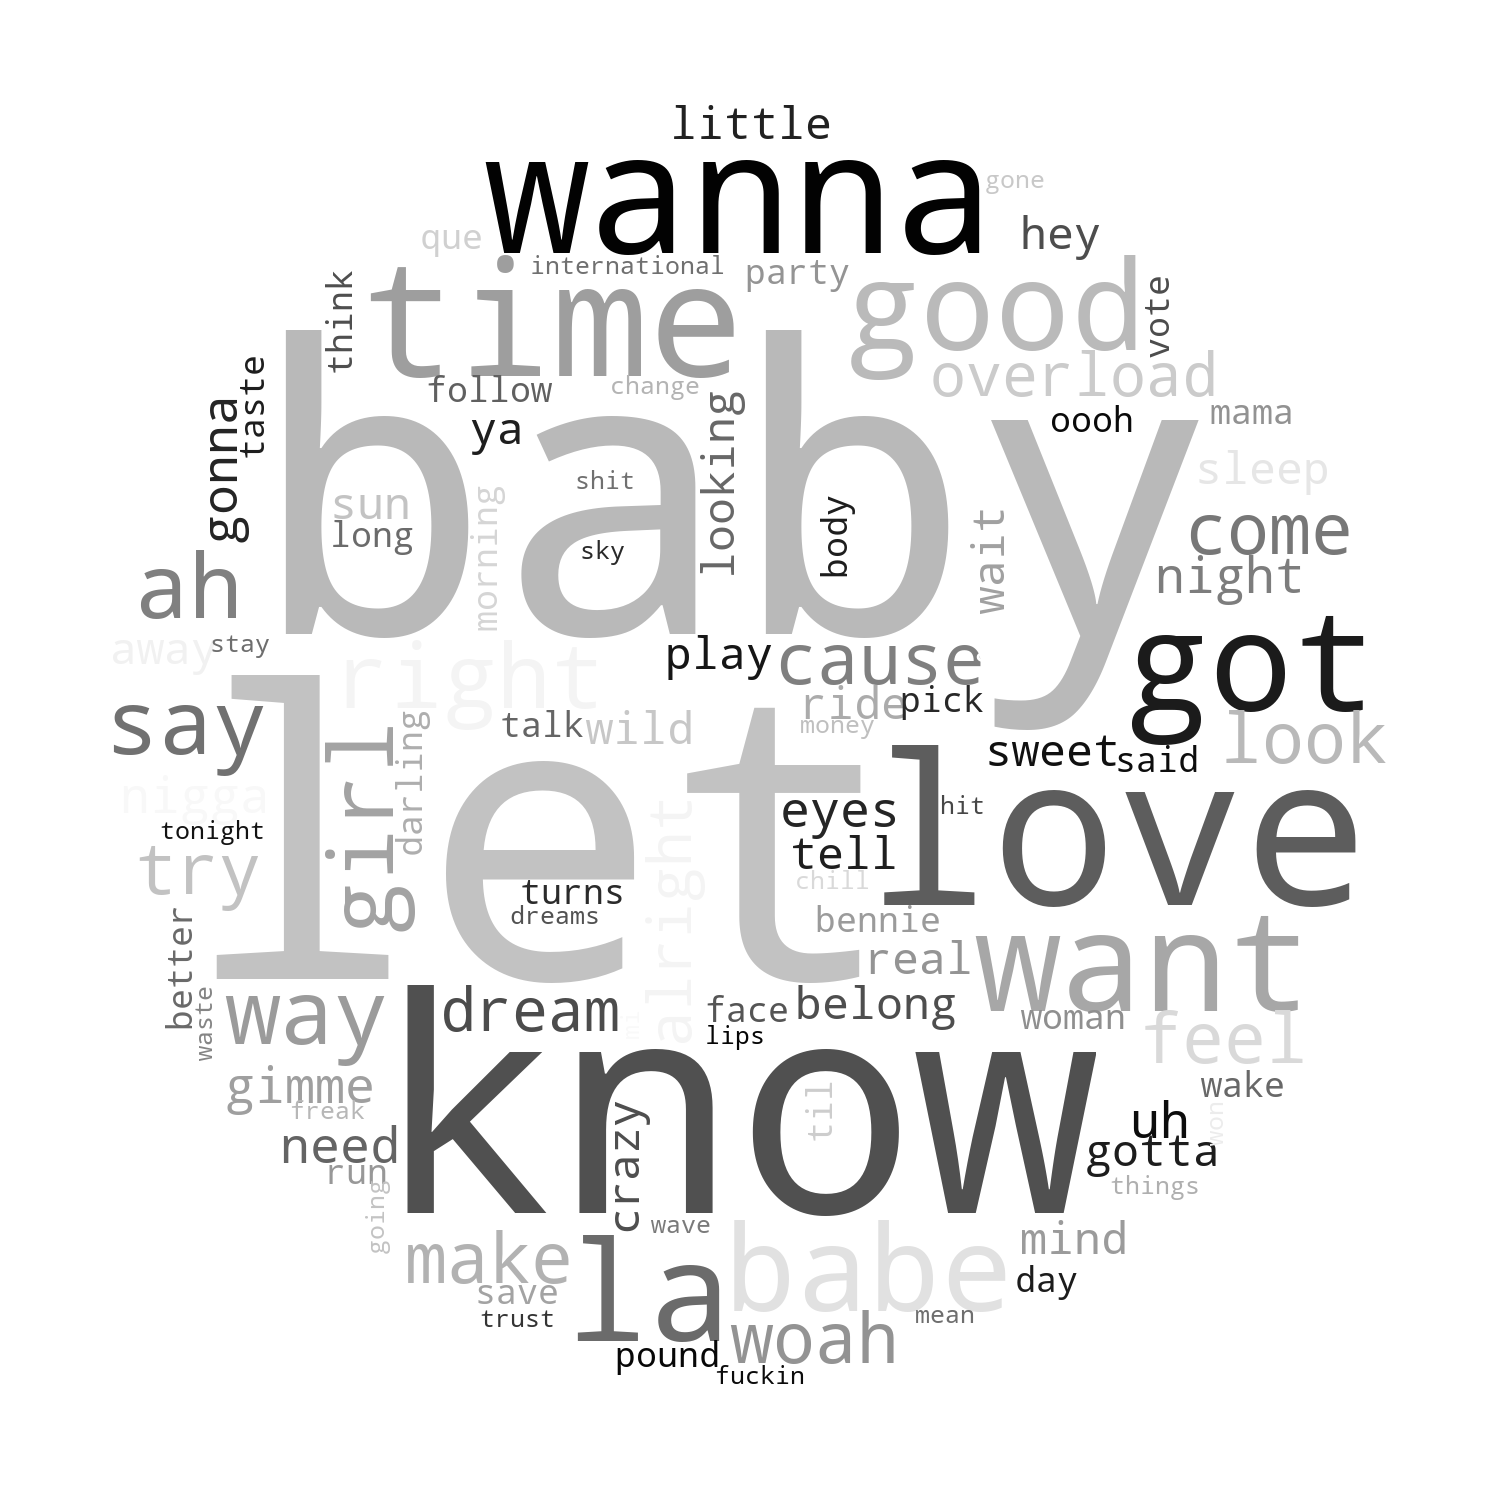 little
wanna
gone
que
hey
international
party
time
good
think
vote
overload
taste
follow
change
gonna
ya
looking
oooh
mama
baby
sun
long
morning
shit
sky
body
sleep
wait
come
night
ah
away
stay
right
play
cause
got
say
ride
pick
money
talk
wild
girl
darling
let
look
sweet
said
nigga
tonight
try
alright
eyes
tell
hit
love
chill
turns
dreams
bennie
real
want
better
waste
way
dream
mi
face
belong
lips
woman
feel
gimme
freak
know
til
wake
need
run
crazy
uh
gotta
won
going
things
wave
make
save
trust
la
babe
mind
day
mean
woah
pound
fuckin